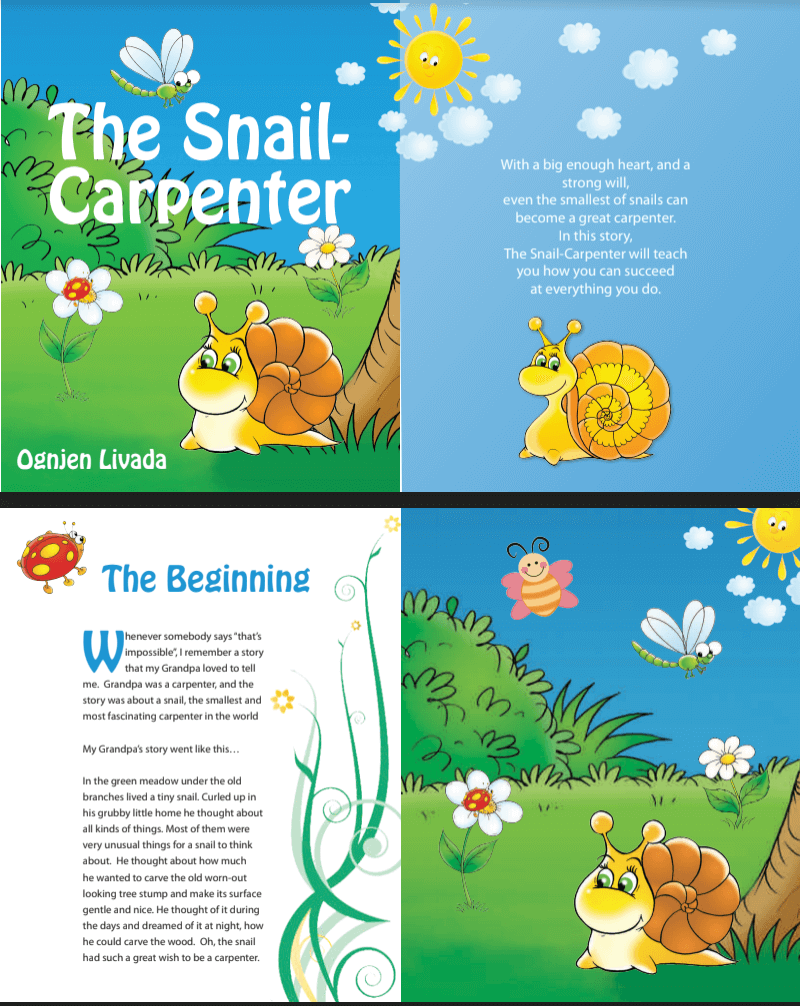 The Snail-
Carpenter
Ognjen Livada
With a big enough heart, and a
strong will,
even the smallest of snails can
become a great carpenter.
In this story,
The Snail-Carpenter will teach
you how you can succeed
at everything you do.
The Beginning
Whenever somebody says "that's
impossible", I remember a story
that my Grandpa loved to tell
me. Grandpa was a carpenter, and the
story was about a snail, the smallest and
most fascinating carpenter in the world
My Grandpa's story went like this…
In the green meadow under the old
branches lived a tiny snail. Curled up in
his grubby little home he thought about
all kinds of things. Most of them were
very unusual things for a snail to think
about. He thought about how much
he wanted to carve the old worn-out
looking tree stump and make its surface
gentle and nice. He thought of it during
the days and dreamed of it at night, how
he could carve the wood. Oh, the snail
had such a great wish to be a carpenter.